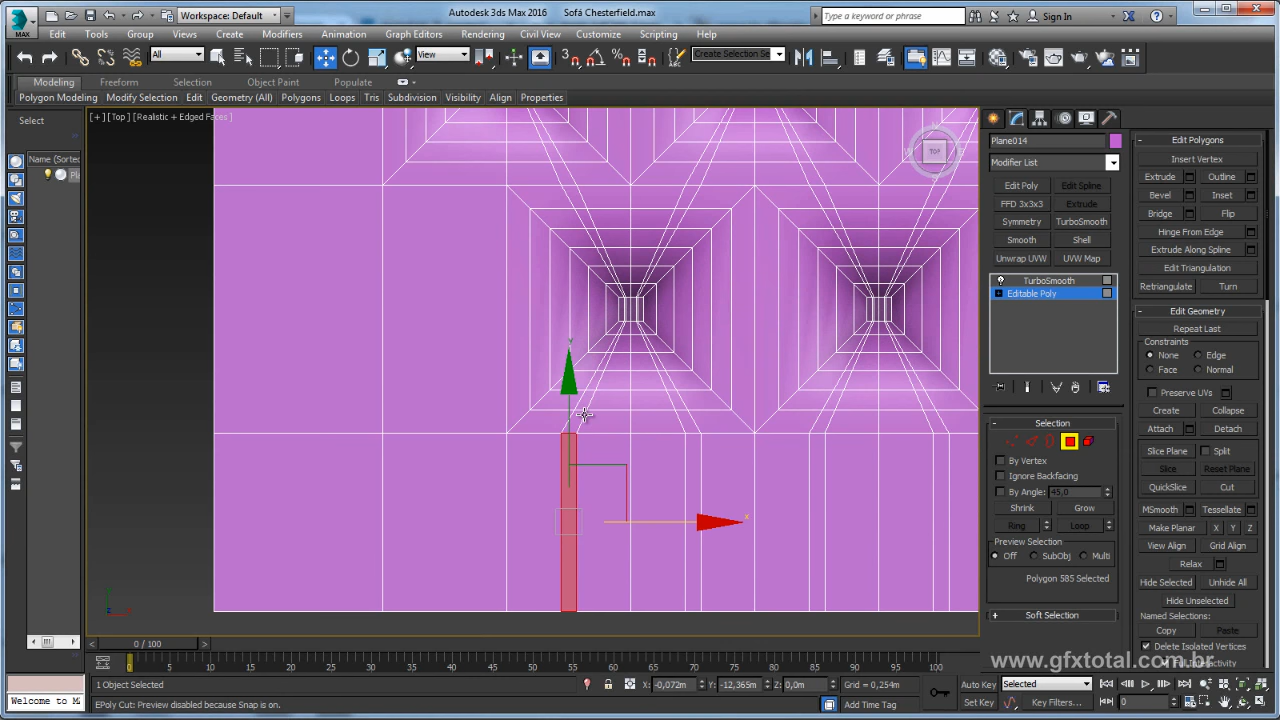 MAX
Workspace: Default
Autodesk 3ds Max 2016
Sofá Chesterfield.max
Type a keyword or phrase
Sign In
Edit
Tools
Group
Views
Create
Modifiers
Animation
Graph Editors
Rendering
Civil View
Customize
Scripting
Help
All
View
Create Selection Se
Modeling
Freeform
Selection
Object Paint
Populate
Polygon Modeling
Modify Selection
Edit
Geometry (All)
Polygons
Loops
Tris
Subdivision
Visibility
Align
Properties
Select
[+] [Top] [Realistic + Edged Faces]
Name (Sorted
TOP
y
x
Plane014
Modifier List
Edit Poly
Edit Spline
FFD 3x3x3
Extrude
Symmetry
TurboSmooth
Smooth
Shell
Unwrap UVW
UVW Map
TurboSmooth
Editable Poly
Selection
By Vertex
Ignore Backfacing
By Angle: 45,0
Shrink
Grow
Ring
Loop
Preview Selection
Off
SubObj
Multi
Polygon 585 Selected
Soft Selection
Edit Polygons
Insert Vertex
Extrude
Outline
Bevel
Inset
Bridge
Flip
Hinge From Edge
Extrude Along Spline
Edit Triangulation
Retriangulate
Turn
Edit Geometry
Repeat Last
Constraints
None
Edge
Face
Normal
Preserve UVs
Create
Collapse
Attach
Detach
Slice Plane
Split
Slice
Reset Plane
QuickSlice
Cut
MSmooth
Tessellate
Make Planar
X
Y
Z
View Align
Grid Align
Relax
Hide Selected
Unhide All
Hide Unselected
Named Selections:
Copy
Paste
Delete Isolated Vertices
Full Interactivity
www.gfxtotal.com.br
0 / 100
0 5 10 15 20 25 30 35 40 45 50 55 60 65 70 75 80 85 90 95 100
1 Object Selected
X: -0,072m
Y: -12,365m
Z: 0,0m
Grid = 0,254m
Auto Key
Selected
Welcome to M
EPoly Cut: Preview disabled because Snap is on.
Add Time Tag
Set Key
Key Filters...
0